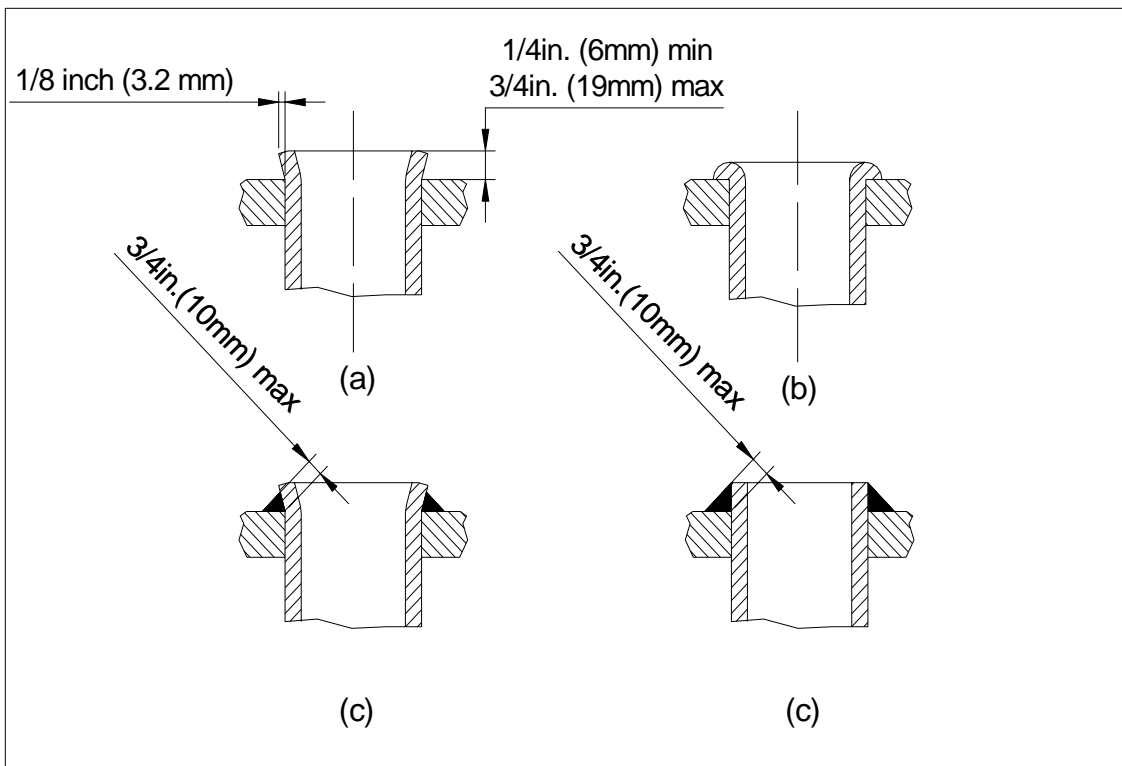 1/4in. (6mm) min
1/8 inch (3.2 mm)
3/4in. (19mm) max
3/4in.(10mm) max
3/4in.(10mm) max
(a)
(b)
(c)
(c)